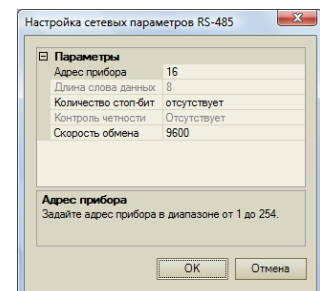 Настройка сетевых параметров RS-485
Параметры
Адрес прибора 16
Длина слова данных 8
Количество стоп-бит отсутствует
Контроль четности Отсутствует
Скорость обмена 9600
Адрес прибора
Задайте адрес прибора в диапазоне от 1 до 254.
OK Отмена